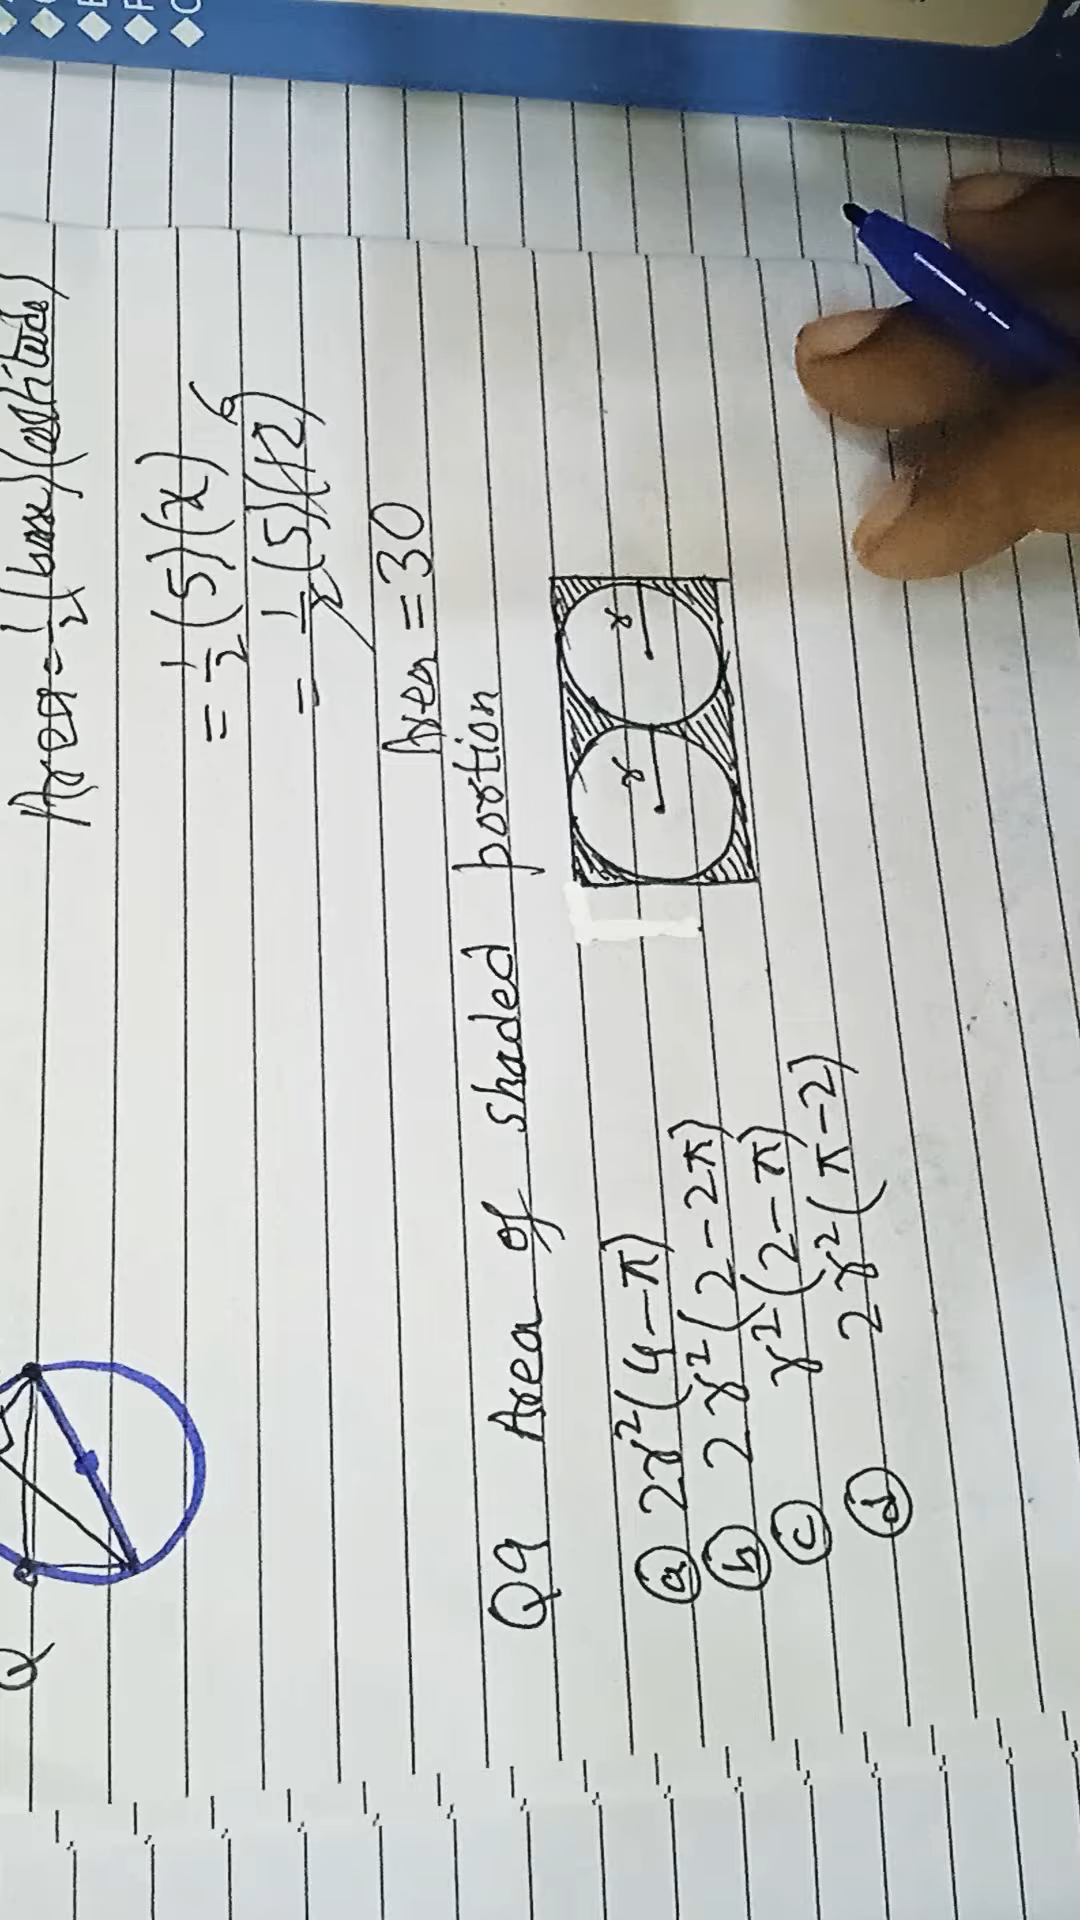 Area = 1/2 (base)(altitude)
= 1/2 (5)(x)
= 1/2 (5)(12) 6
Area = 30
Q
Q9 Area of shaded portion
r r
(a) 2r²(4-π)
(b) 2r²(2-2π)
(c) r²(2-π)
(d) 2r²(π-2)